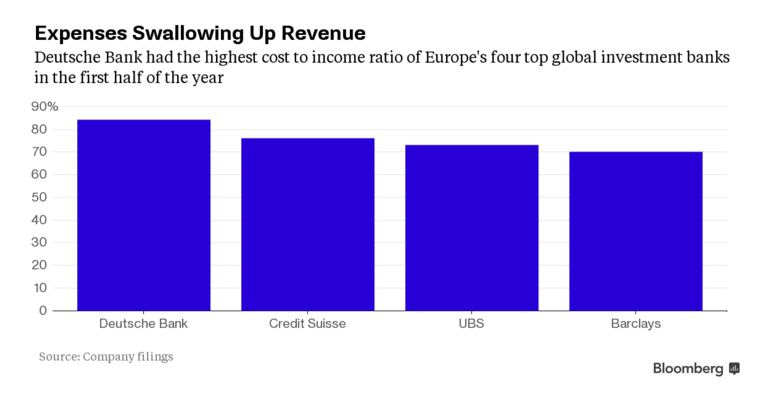 Expenses Swallowing Up Revenue
Deutsche Bank had the highest cost to income ratio of Europe's four top global investment banks
in the first half of the year
90%
80
70
60
50
40
30
20
10
0
Deutsche Bank
Credit Suisse
UBS
Barclays
Source: Company filings
Bloomberg